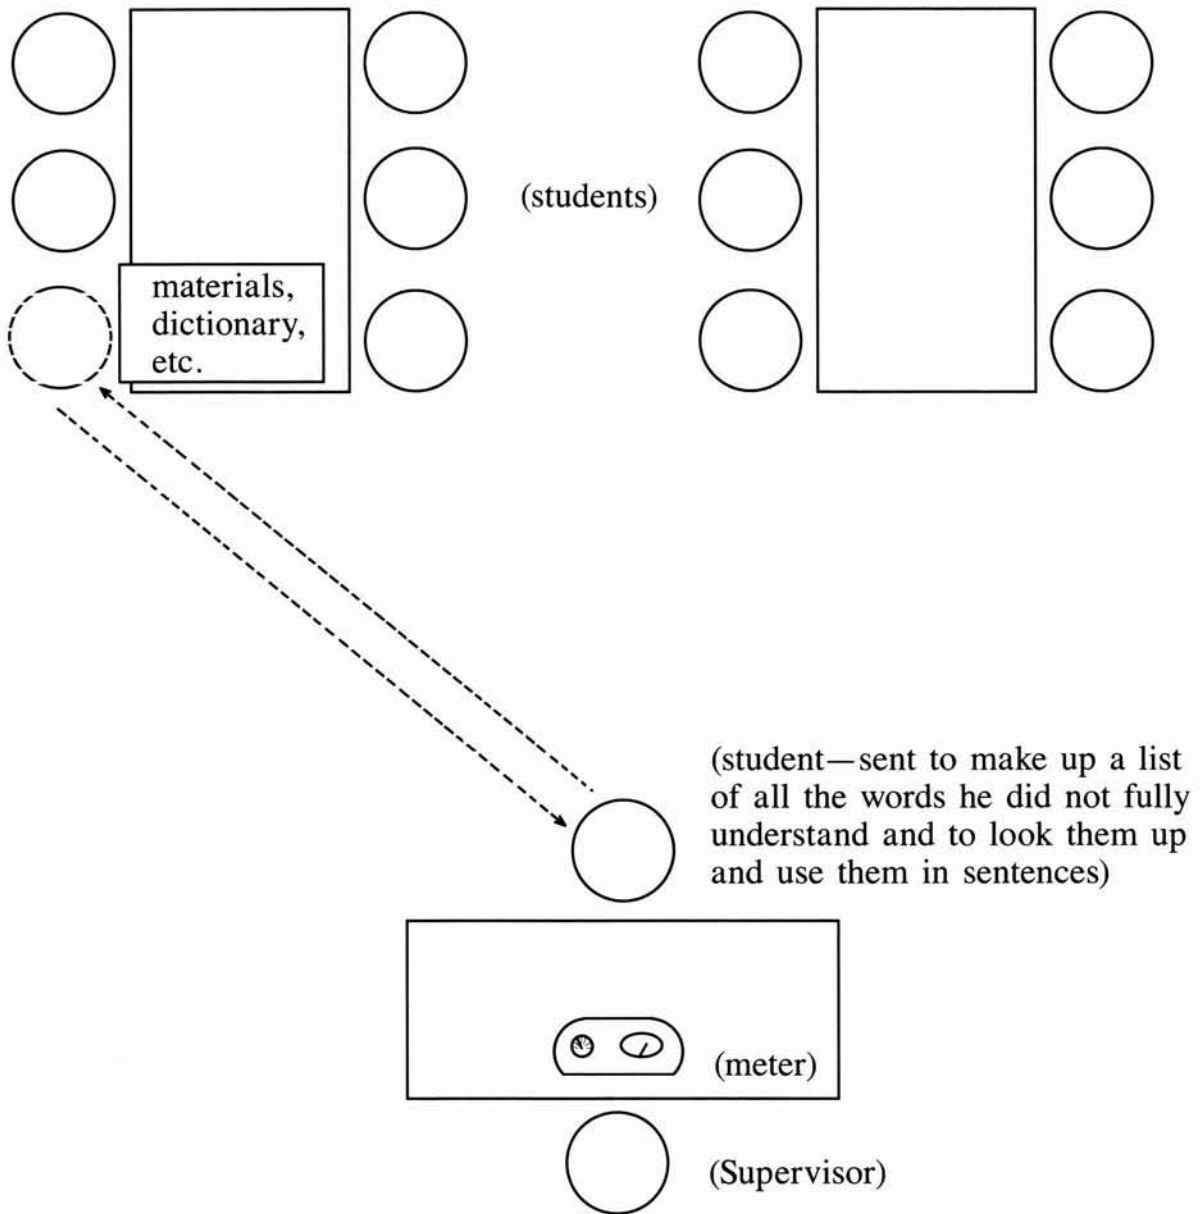 (students)
materials,
dictionary,
etc.
(student—sent to make up a list
of all the words he did not fully
understand and to look them up
and use them in sentences)
(meter)
(Supervisor)